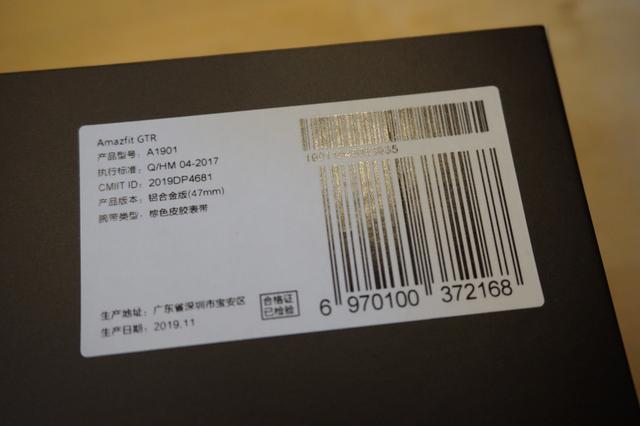 Amazfit GTR
产品型号: A1901
执行标准: Q/HM 04-2017
CMIIT ID: 2019DP4681
产品版本: 铝合金版(47mm)
腕带类型: 棕色皮胶表带
生产地址: 广东省深圳市宝安区
生产日期: 2019.11
合格证
已检验
6 970100 372168